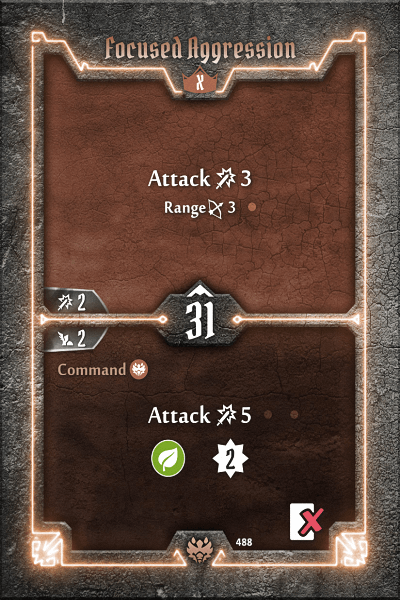 Focused Aggression
X
Attack 3
Range 3
2
31
2
Command
Attack 5
2
488